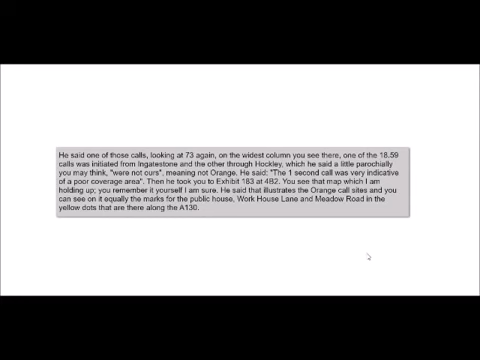 He said one of those calls, looking at 73 again, on the widest column you see there, one of the 18.59
calls was initiated from Ingatestone and the other through Hockley, which he said a little parochially
you may think, "were not ours", meaning not Orange. He said: "The 1 second call was very indicative
of a poor coverage area". Then he took you to Exhibit 183 at 4B2. You see that map which I am
holding up; you remember it yourself I am sure. He said that illustrates the Orange call sites and you
can see on it equally the marks for the public house, Work House Lane and Meadow Road in the
yellow dots that are there along the A130.